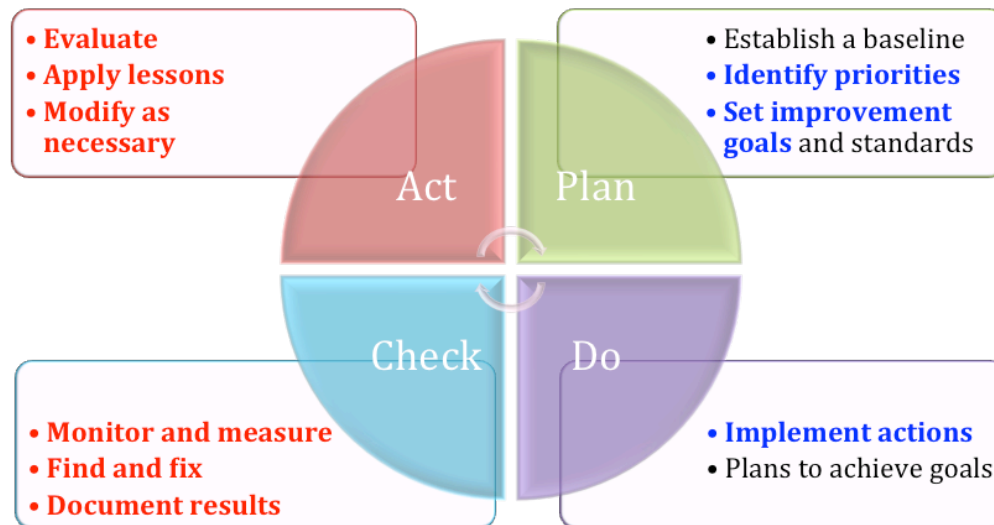 • Evaluate
• Apply lessons
• Modify as
necessary
Act
• Establish a baseline
• Identify priorities
• Set improvement
goals and standards
Plan
Check
• Monitor and measure
• Find and fix
• Document results
Do
• Implement actions
• Plans to achieve goals